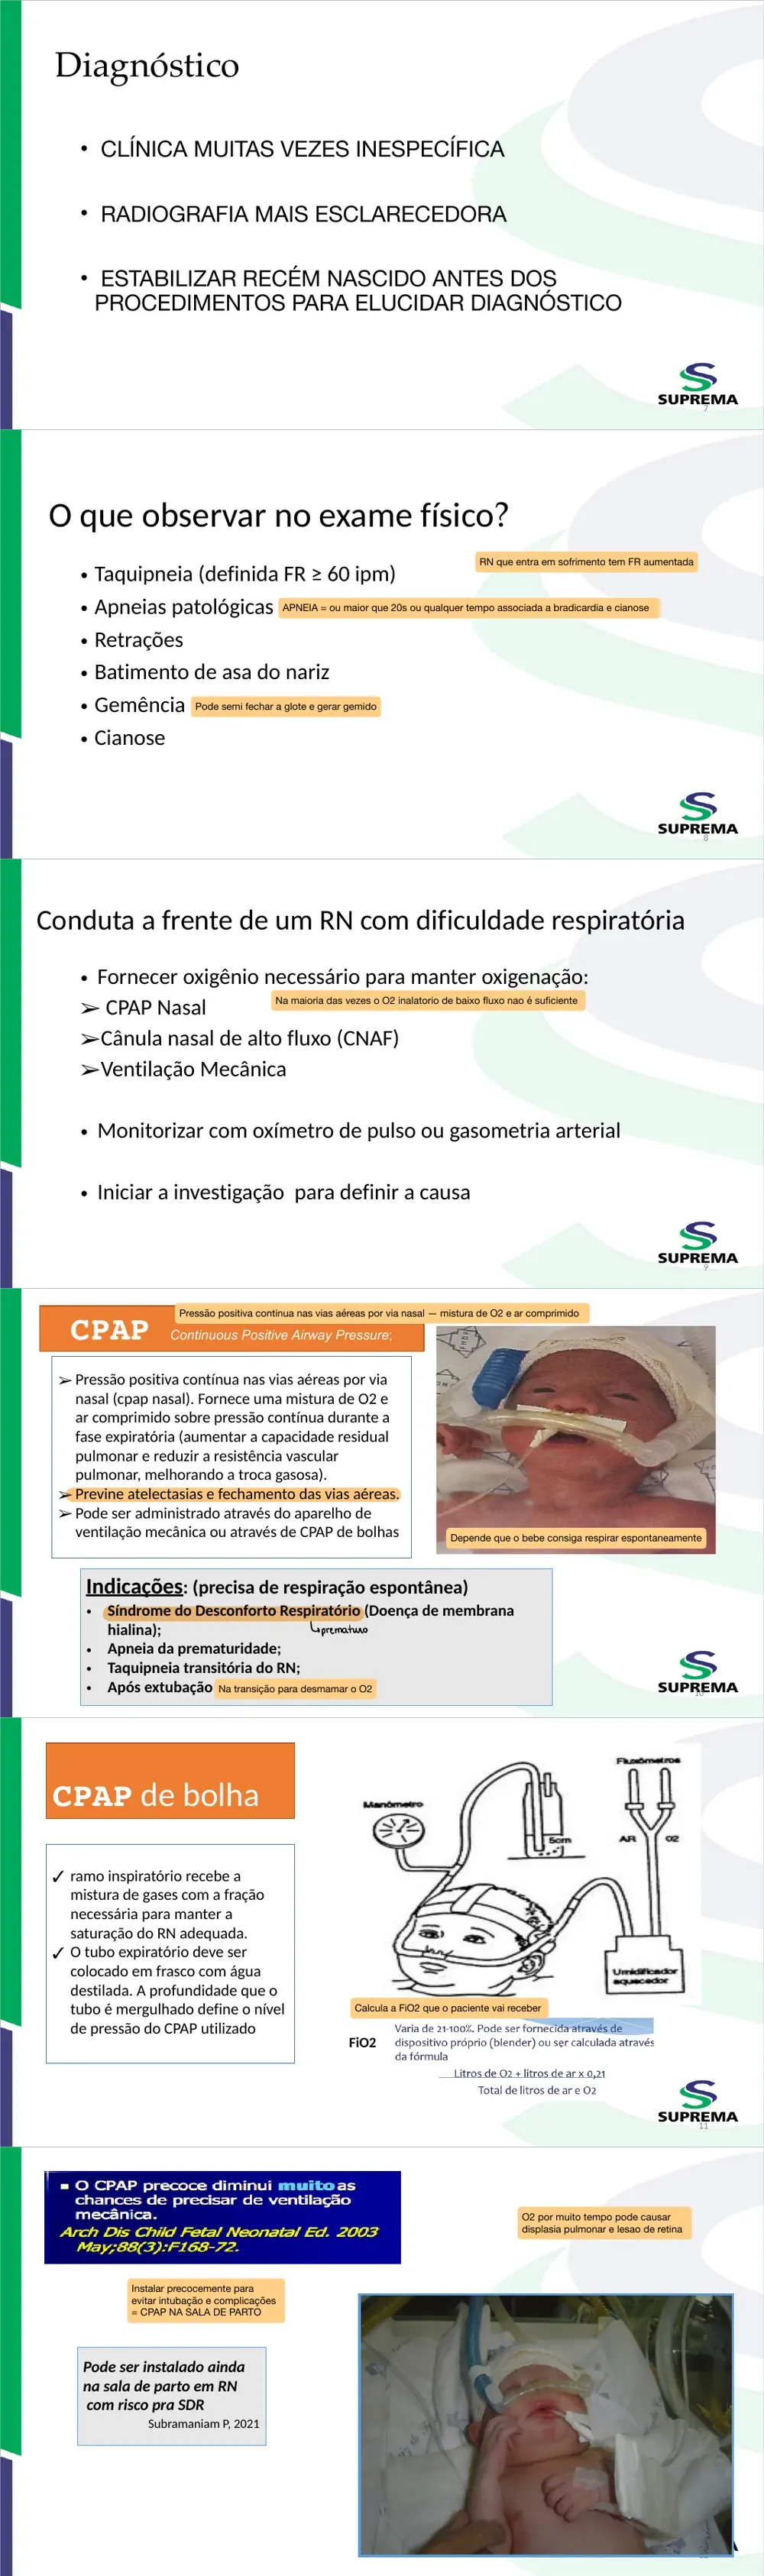 Diagnóstico
• CLÍNICA MUITAS VEZES INESPECÍFICA
• RADIOGRAFIA MAIS ESCLARECEDORA
• ESTABILIZAR RECÉM NASCIDO ANTES DOS
PROCEDIMENTOS PARA ELUCIDAR DIAGNÓSTICO
SUPREMA
7
O que observar no exame físico?
RN que entra em sofrimento tem FR aumentada
• Taquipneia (definida FR ≥ 60 ipm)
• Apneias patológicas APNEIA = ou maior que 20s ou qualquer tempo associada a bradicardia e cianose
• Retrações
• Batimento de asa do nariz
• Gemência Pode semi fechar a glote e gerar gemido
• Cianose
SUPREMA
8
Conduta a frente de um RN com dificuldade respiratória
• Fornecer oxigênio necessário para manter oxigenação:
Na maioria das vezes o O2 inalatorio de baixo fluxo nao é suficiente
➢ CPAP Nasal
➢Cânula nasal de alto fluxo (CNAF)
➢Ventilação Mecânica
• Monitorizar com oxímetro de pulso ou gasometria arterial
• Iniciar a investigação para definir a causa
SUPREMA
9
Pressão positiva continua nas vias aéreas por via nasal — mistura de O2 e ar comprimido
CPAP Continuous Positive Airway Pressure;
➢ Pressão positiva contínua nas vias aéreas por via
nasal (cpap nasal). Fornece uma mistura de O2 e
ar comprimido sobre pressão contínua durante a
fase expiratória (aumentar a capacidade residual
pulmonar e reduzir a resistência vascular
pulmonar, melhorando a troca gasosa).
➢ Previne atelectasias e fechamento das vias aéreas.
➢ Pode ser administrado através do aparelho de
ventilação mecânica ou através de CPAP de bolhas
Depende que o bebe consiga respirar espontaneamente
Indicações: (precisa de respiração espontânea)
• Síndrome do Desconforto Respiratório (Doença de membrana
hialina);
prematuro
• Apneia da prematuridade;
• Taquipneia transitória do RN;
• Após extubação Na transição para desmamar o O2
SUPREMA
10
CPAP de bolha
✓ ramo inspiratório recebe a
mistura de gases com a fração
necessária para manter a
saturação do RN adequada.
✓ O tubo expiratório deve ser
colocado em frasco com água
destilada. A profundidade que o
tubo é mergulhado define o nível
de pressão do CPAP utilizado
Fluxômetros
Manômetro
5cm
AR O2
Umidificador
aquecedor
Calcula a FiO2 que o paciente vai receber
FiO2
Varia de 21-100%. Pode ser fornecida através de
dispositivo próprio (blender) ou ser calculada através
da fórmula
Litros de O2 + litros de ar x 0,21
Total de litros de ar e O2
SUPREMA
11
▪ O CPAP precoce diminui muito as
chances de precisar de ventilação
mecânica.
Arch Dis Child Fetal Neonatal Ed. 2003
May;88(3):F168-72.
O2 por muito tempo pode causar
displasia pulmonar e lesao de retina
Instalar precocemente para
evitar intubação e complicações
= CPAP NA SALA DE PARTO
Pode ser instalado ainda
na sala de parto em RN
com risco pra SDR
Subramaniam P, 2021